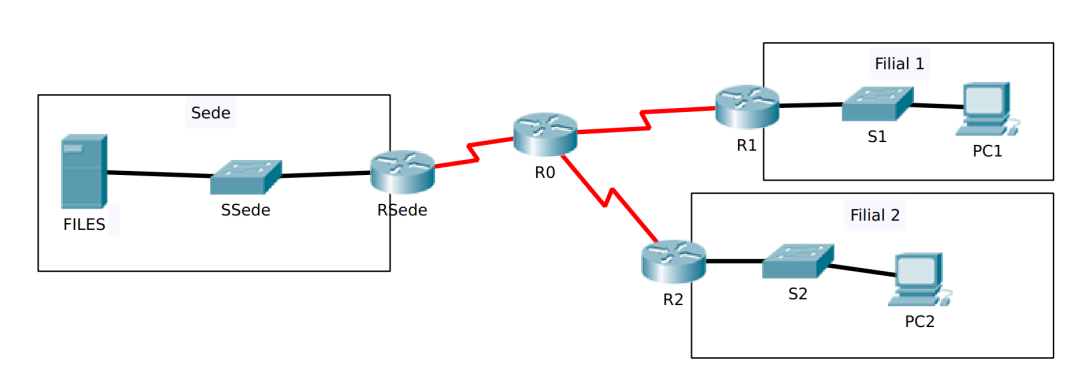 Sede
FILES
SSede
RSede
R0
Filial 1
R1
S1
PC1
Filial 2
R2
S2
PC2